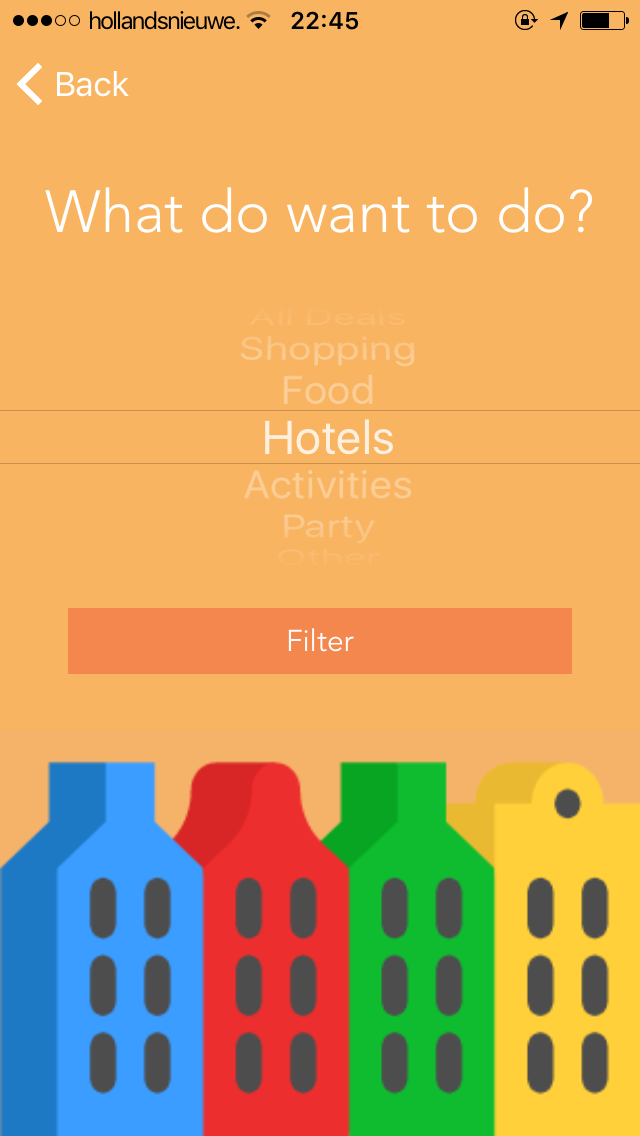 hollandsnieuwe. 22:45
Back
What do want to do?
All Deals
Shopping
Food
Hotels
Activities
Party
Other
Filter